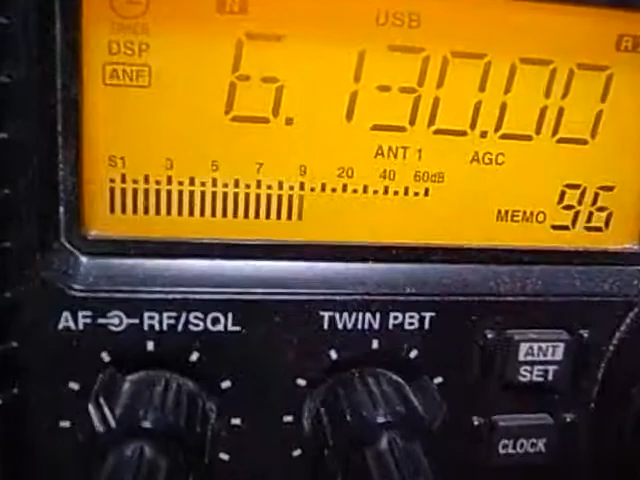 TIMER N USB
DSP
ANF
6.130.00
ANT 1 AGC
S1 3 5 7 9 20 40 60dB
MEMO 96
AF RF/SQL TWIN PBT
ANT
SET
CLOCK